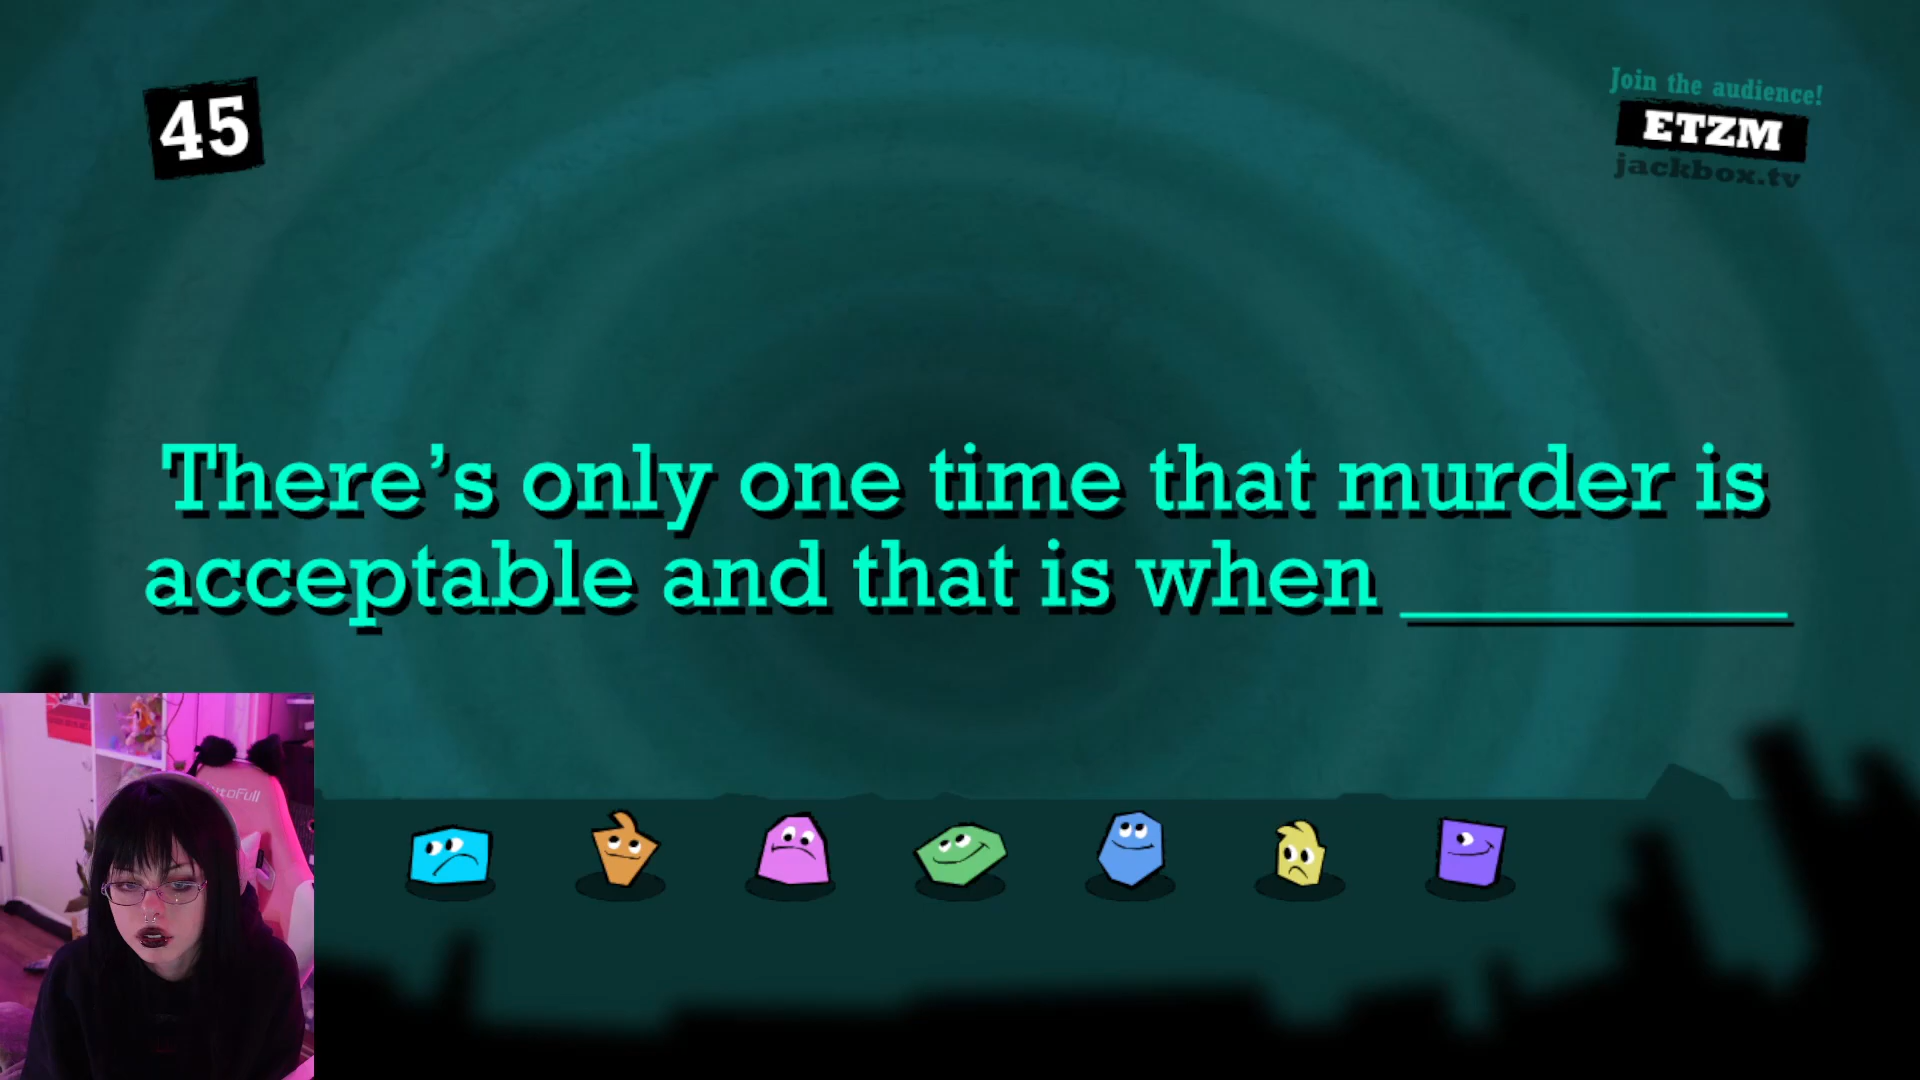 45
Join the audience!
ETZM
jackbox.tv
There's only one time that murder is
acceptable and that is when ________
AutoFull